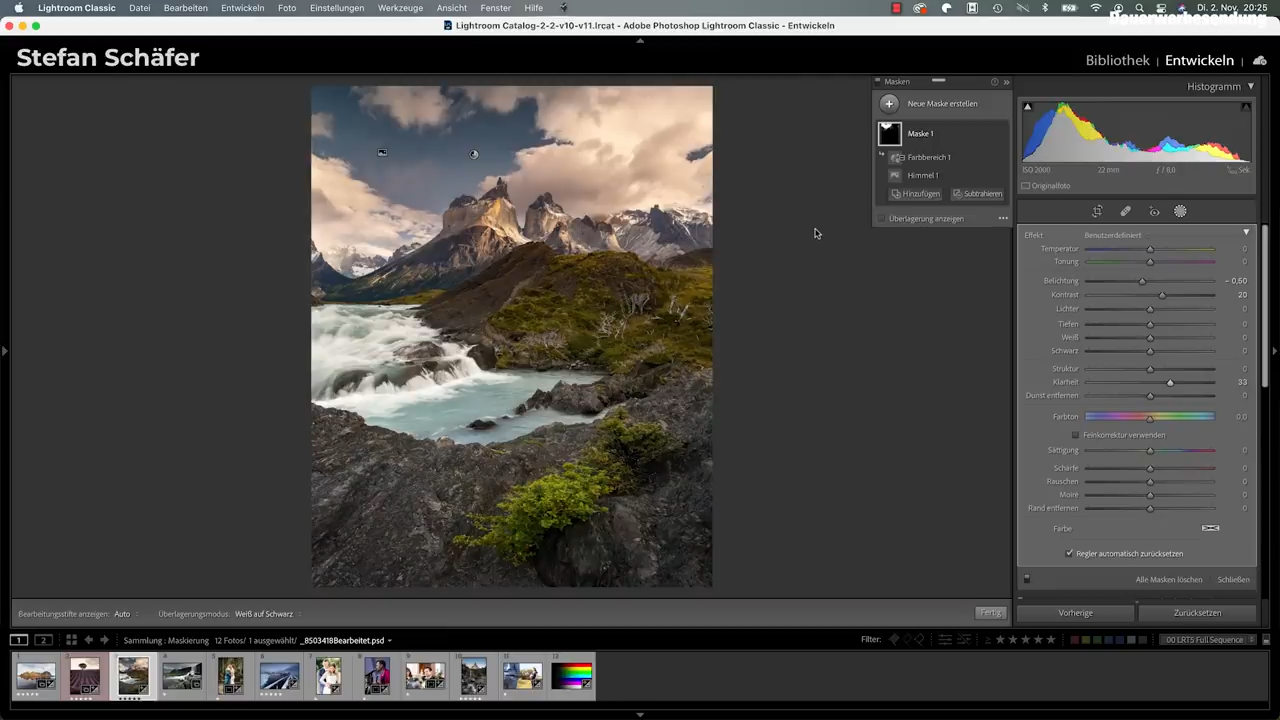 Lightroom Classic Datei Bearbeiten Entwickeln Foto Einstellungen Werkzeuge Ansicht Fenster Hilfe Di. 2. Nov. 20:25
Dauerwerbesendung
Lightroom Catalog-2-2-v10-v11.lrcat - Adobe Photoshop Lightroom Classic - Entwickeln
Stefan Schäfer
Bibliothek | Entwickeln |
Histogramm
ISO 2000 22 mm ƒ / 8,0 Sek.
Originalfoto
Masken
Neue Maske erstellen
Maske 1
Farbbereich 1
Himmel 1
Hinzufügen Subtrahieren
Überlagerung anzeigen
Effekt Benutzerdefiniert
Temperatur 0
Tonung 0
Belichtung – 0,60
Kontrast 20
Lichter 0
Tiefen 0
Weiß 0
Schwarz 0
Struktur 0
Klarheit 33
Dunst entfernen 0
Farbton 0,0
Feinkorrektur verwenden
Sättigung 0
Schärfe 0
Rauschen 0
Moiré 0
Rand entfernen 0
Farbe
Regler automatisch zurücksetzen
Alle Masken löschen Schließen
Bearbeitungsstifte anzeigen: Auto Überlagerungsmodus: Weiß auf Schwarz Fertig
Vorherige Zurücksetzen
1 2 Sammlung : Maskierung 12 Fotos/ 1 ausgewählt/ _8503418Bearbeitet.psd Filter: 00 LRT5 Full Sequence